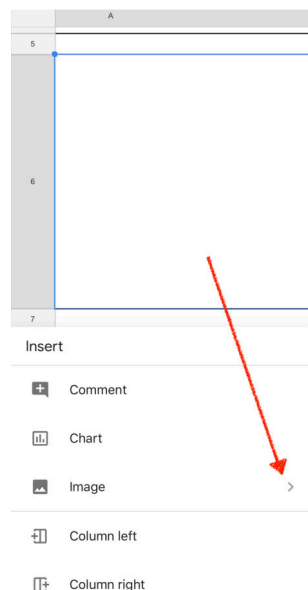 A
5
6
7
Insert
Comment
Chart
Image
Column left
Column right